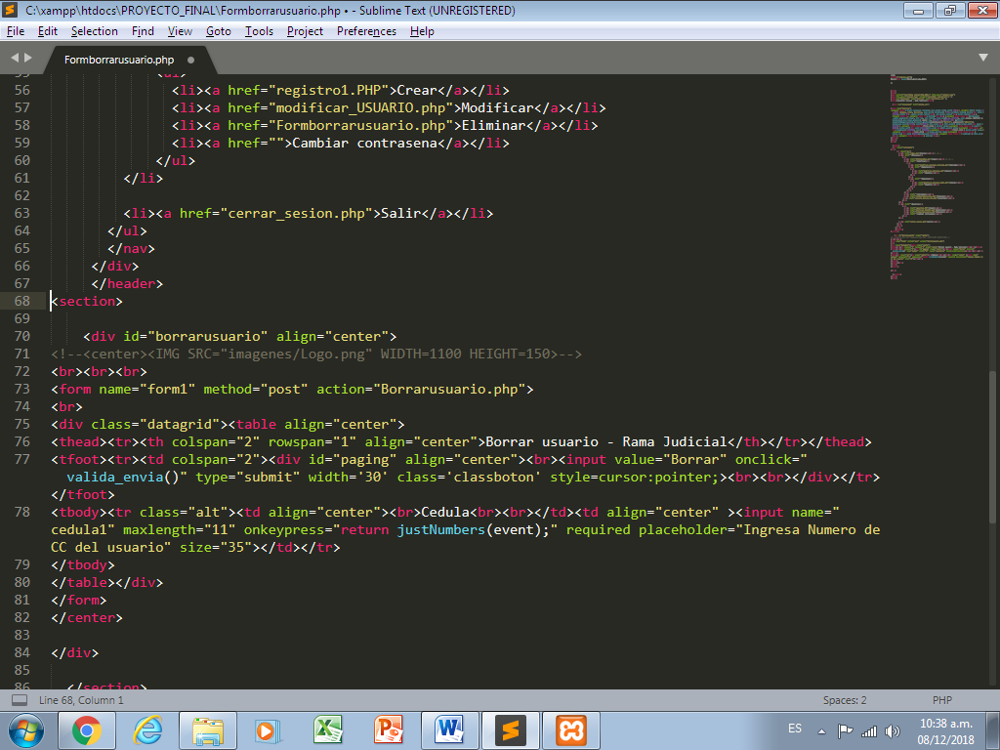 C:\xampp\htdocs\PROYECTO_FINAL\Formborrarusuario.php • - Sublime Text (UNREGISTERED)
File Edit Selection Find View Goto Tools Project Preferences Help
Formborrarusuario.php
55 <ul>
56 <li><a href="registro1.PHP">Crear</a></li>
57 <li><a href="modificar_USUARIO.php">Modificar</a></li>
58 <li><a href="Formborrarusuario.php">Eliminar</a></li>
59 <li><a href="">Cambiar contrasena</a></li>
60 </ul>
61 </li>
62
63 <li><a href="cerrar_sesion.php">Salir</a></li>
64 </ul>
65 </nav>
66 </div>
67 </header>
68 <section>
69
70 <div id="borrarusuario" align="center">
71 <!--<center><IMG SRC="imagenes/Logo.png" WIDTH=1100 HEIGHT=150>-->
72 <br><br><br>
73 <form name="form1" method="post" action="Borrarusuario.php">
74 <br>
75 <div class="datagrid"><table align="center">
76 <thead><tr><th colspan="2" rowspan="1" align="center">Borrar usuario - Rama Judicial</th></tr></thead>
77 <tfoot><tr><td colspan="2"><div id="paging" align="center"><br><input value="Borrar" onclick="
valida_envia()" type="submit" width='30' class='classboton' style=cursor:pointer;><br><br></div></tr>
</tfoot>
78 <tbody><tr class="alt"><td align="center"><br>Cedula<br><br></td><td align="center" ><input name="
cedula1" maxlength="11" onkeypress="return justNumbers(event);" required placeholder="Ingresa Numero de
CC del usuario" size="35"></td></tr>
79 </tbody>
80 </table></div>
81 </form>
82 </center>
83
84 </div>
85
86 </section>
Line 68, Column 1 Spaces: 2 PHP
ES 10:38 a.m.
08/12/2018